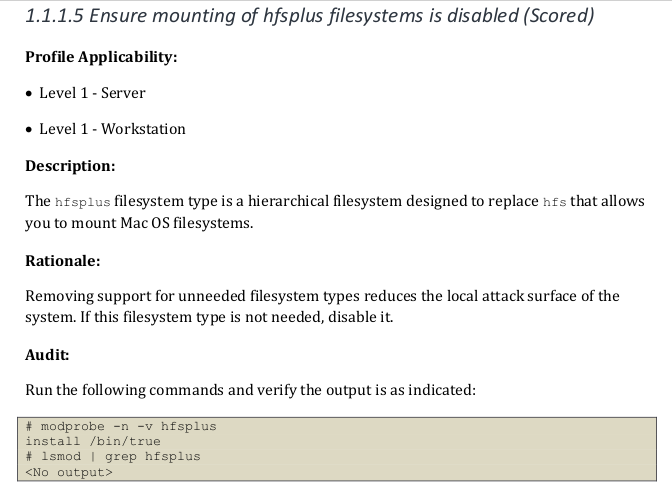 1.1.1.5 Ensure mounting of hfsplus filesystems is disabled (Scored)
Profile Applicability:
• Level 1 - Server
• Level 1 - Workstation
Description:
The hfsplus filesystem type is a hierarchical filesystem designed to replace hfs that allows
you to mount Mac OS filesystems.
Rationale:
Removing support for unneeded filesystem types reduces the local attack surface of the
system. If this filesystem type is not needed, disable it.
Audit:
Run the following commands and verify the output is as indicated:
# modprobe -n -v hfsplus
install /bin/true
# lsmod | grep hfsplus
<No output>